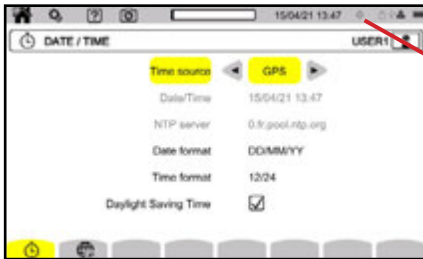 15/04/21 13:47
DATE / TIME USER1
Time source GPS
Date/Time 15/04/21 13:47
NTP server 0.fr.pool.ntp.org
Date format DD/MM/YY
Time format 12/24
Daylight Saving Time